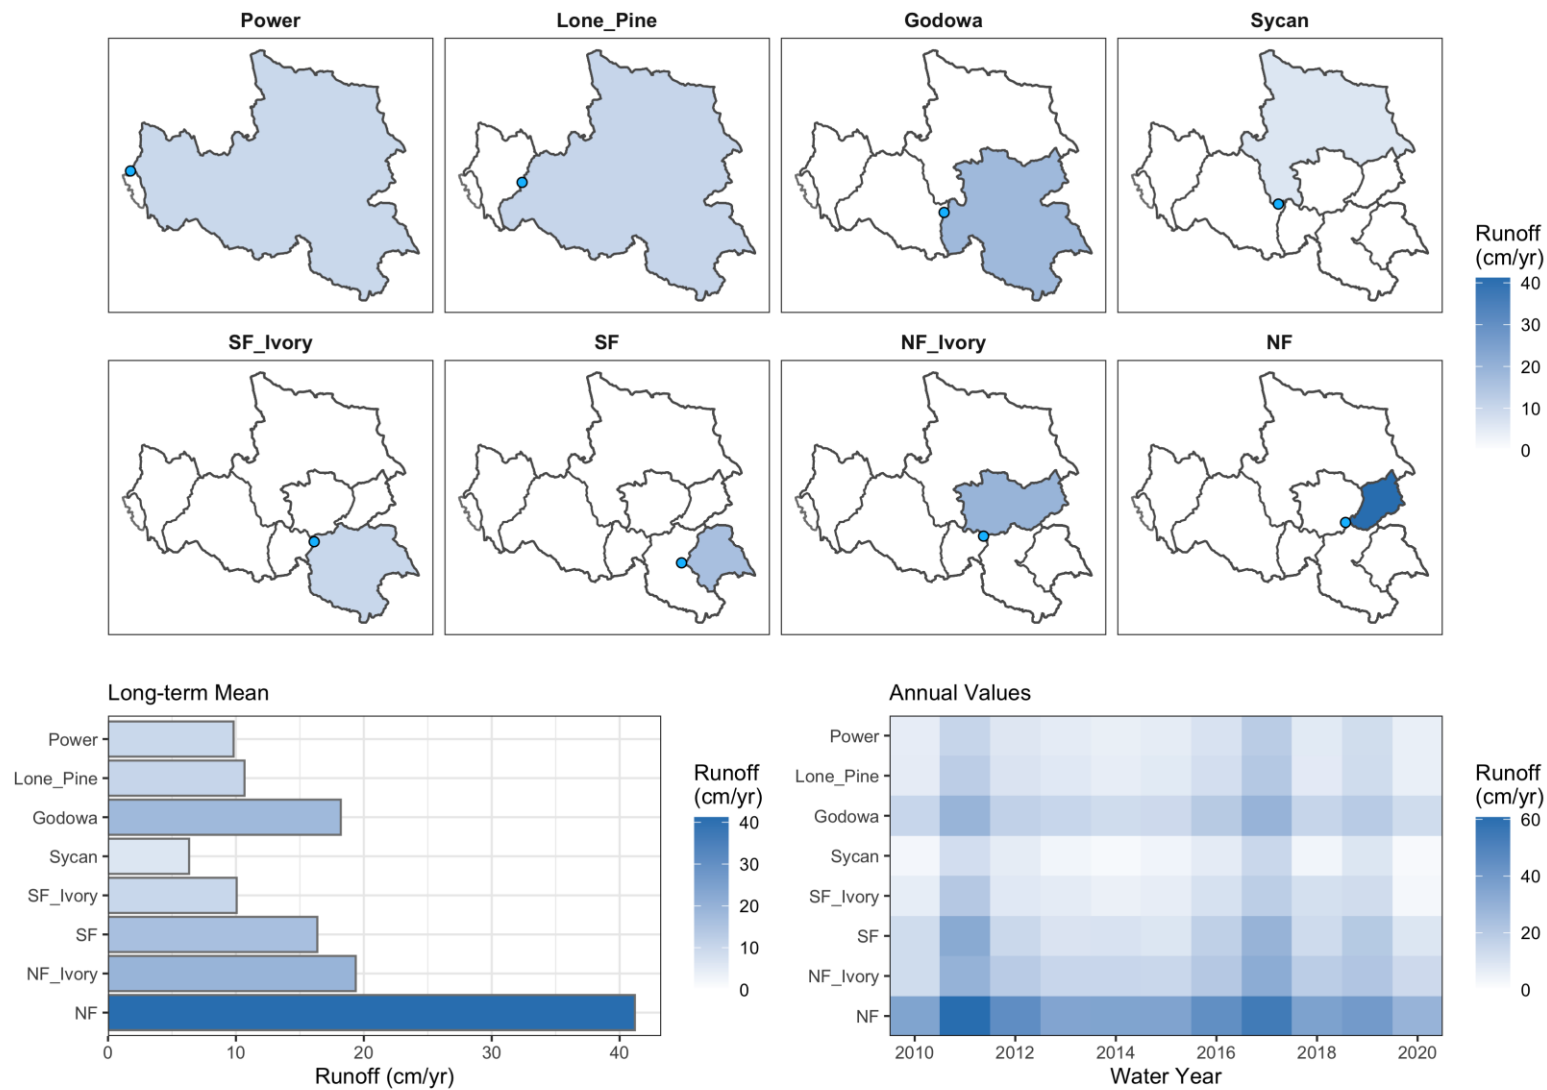 Power
Lone_Pine
Godowa
Sycan
Runoff
(cm/yr)
40
30
20
10
0
SF_Ivory
SF
NF_Ivory
NF
Long-term Mean
Power
Lone_Pine
Godowa
Sycan
SF_Ivory
SF
NF_Ivory
NF
0 10 20 30 40
Runoff (cm/yr)
Runoff
(cm/yr)
40
30
20
10
0
Annual Values
Power
Lone_Pine
Godowa
Sycan
SF_Ivory
SF
NF_Ivory
NF
2010 2012 2014 2016 2018 2020
Water Year
Runoff
(cm/yr)
60
40
20
0